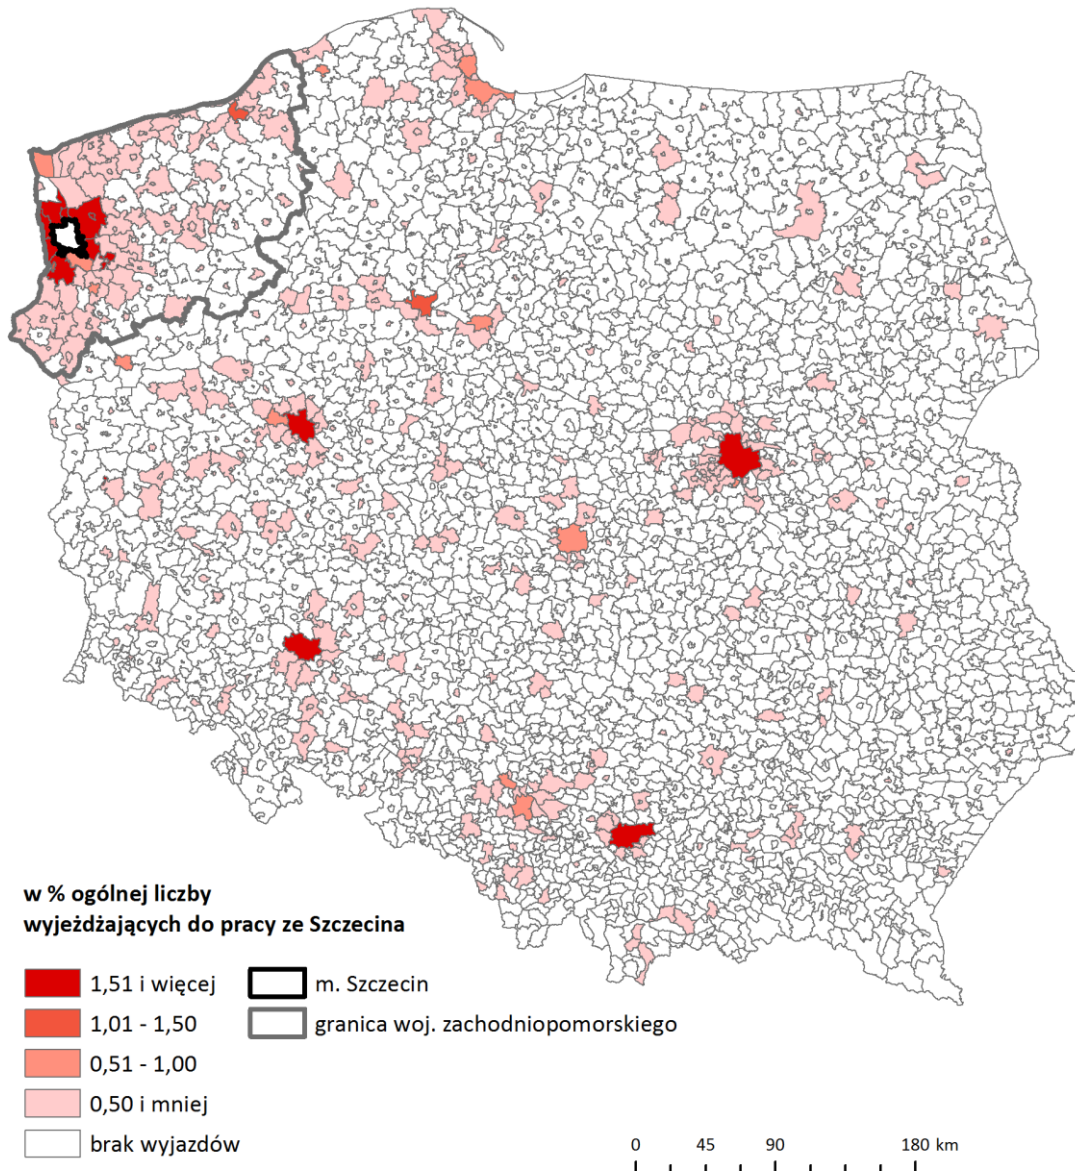 w % ogólnej liczby
wyjeżdżających do pracy ze Szczecina
1,51 i więcej
m. Szczecin
1,01 - 1,50
granica woj. zachodniopomorskiego
0,51 - 1,00
0,50 i mniej
brak wyjazdów
0 45 90 180 km